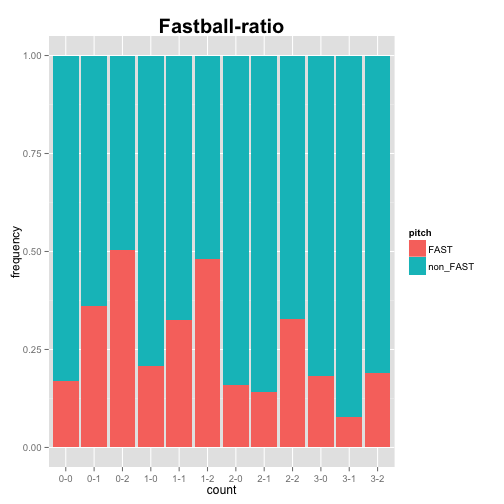 Fastball-ratio
1.00
0.75
0.50
0.25
0.00
frequency
0-0 0-1 0-2 1-0 1-1 1-2 2-0 2-1 2-2 3-0 3-1 3-2
count
pitch
FAST
non_FAST